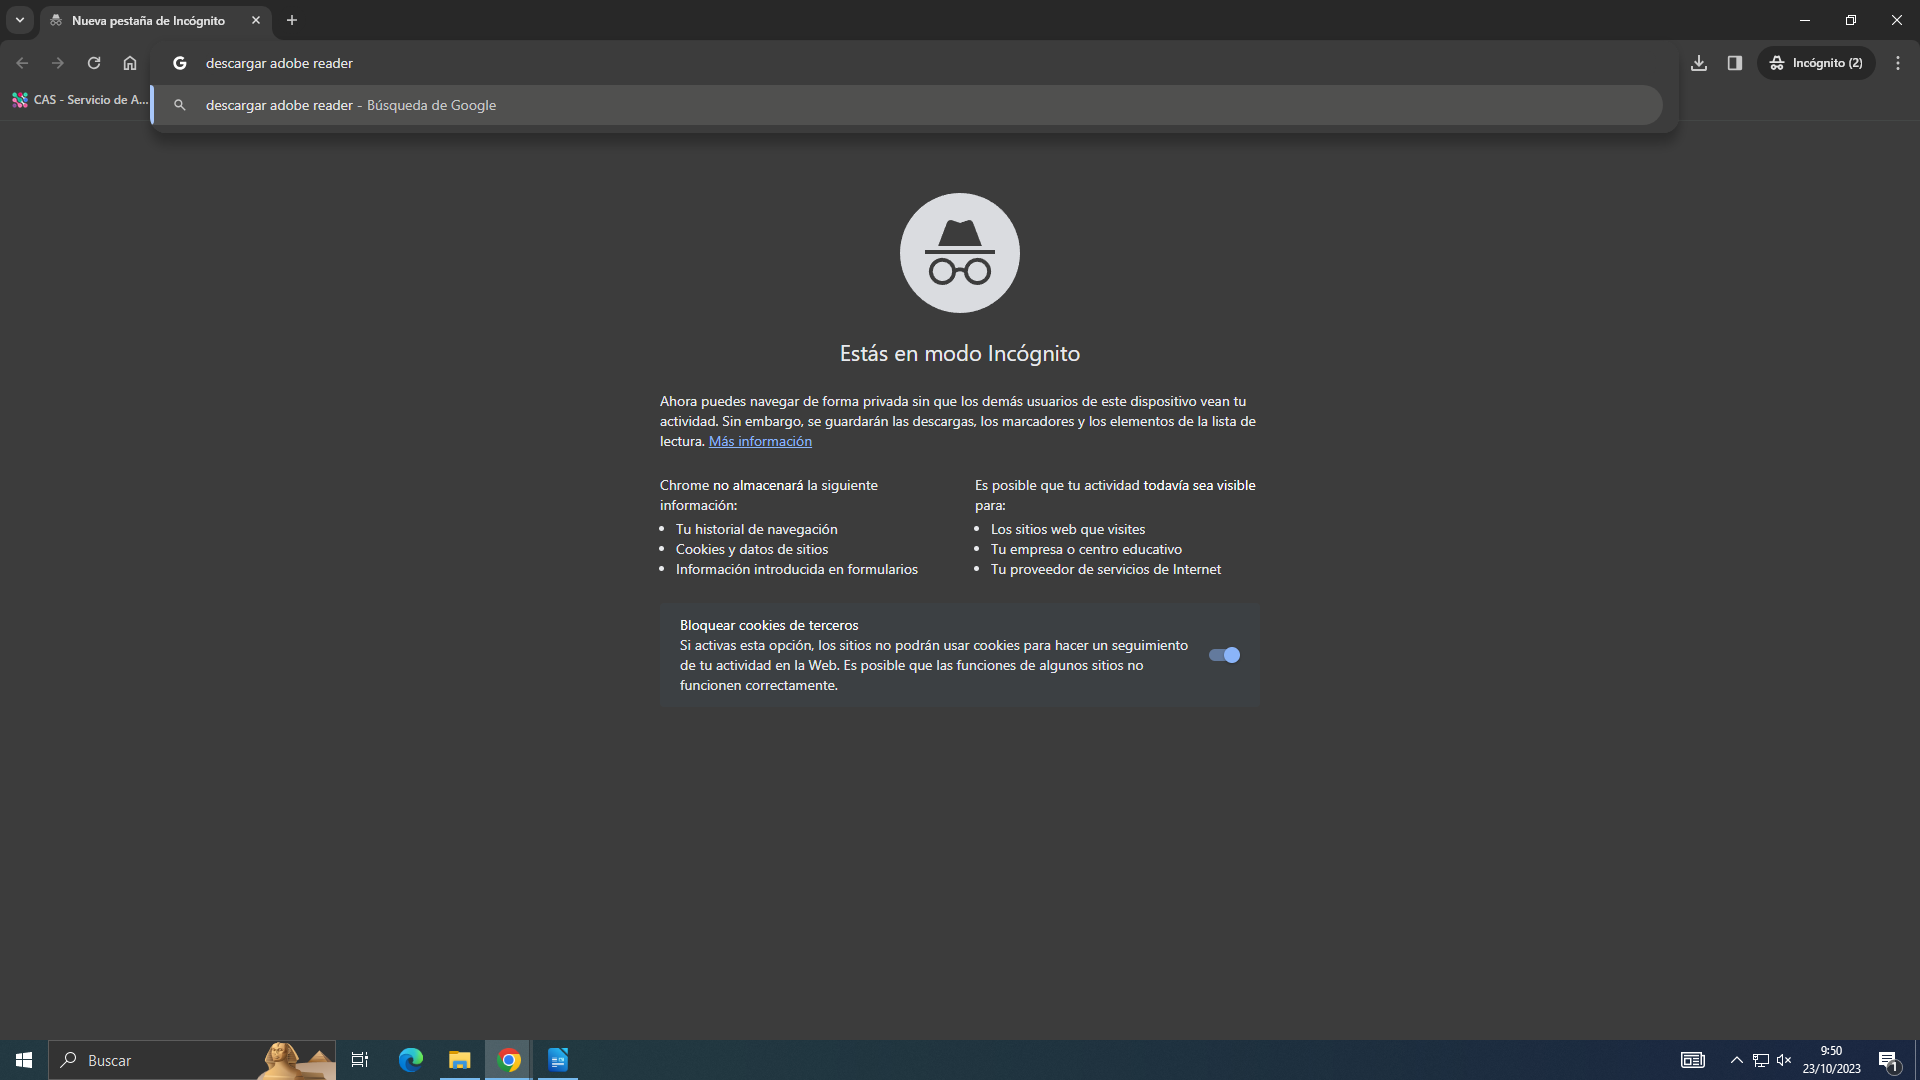 Nueva pestaña de Incógnito
descargar adobe reader
Incógnito (2)
descargar adobe reader - Búsqueda de Google
CAS - Servicio de A...
Estás en modo Incógnito
Ahora puedes navegar de forma privada sin que los demás usuarios de este dispositivo vean tu
actividad. Sin embargo, se guardarán las descargas, los marcadores y los elementos de la lista de
lectura. Más información
Chrome no almacenará la siguiente
información:
Tu historial de navegación
Cookies y datos de sitios
Información introducida en formularios
Es posible que tu actividad todavía sea visible
para:
Los sitios web que visites
Tu empresa o centro educativo
Tu proveedor de servicios de Internet
Bloquear cookies de terceros
Si activas esta opción, los sitios no podrán usar cookies para hacer un seguimiento
de tu actividad en la Web. Es posible que las funciones de algunos sitios no
funcionen correctamente.
Buscar
9:50
23/10/2023
1